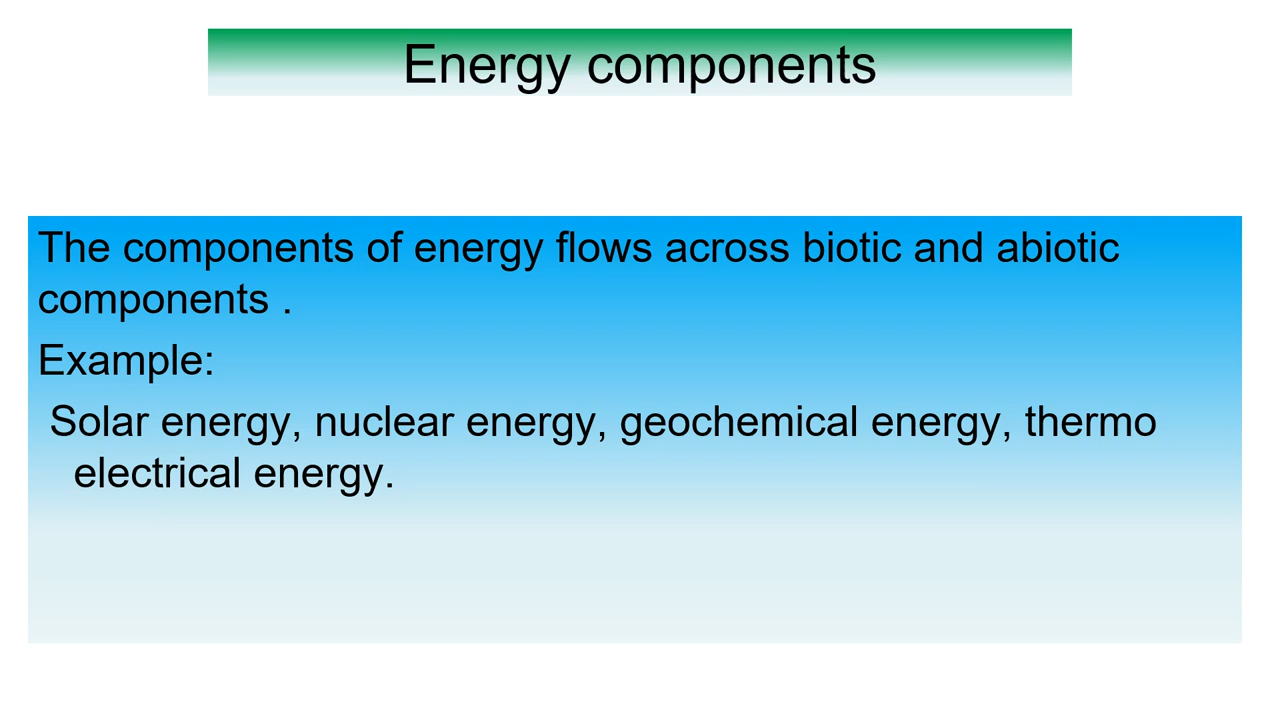 Energy components
The components of energy flows across biotic and abiotic
components .
Example:
Solar energy, nuclear energy, geochemical energy, thermo
electrical energy.